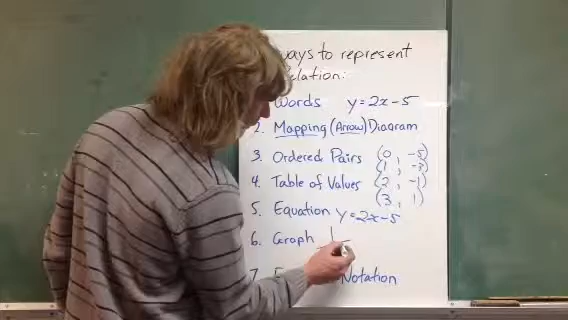 ways to represent
Relation:
Words y=2x-5
2. Mapping (Arrow) Diagram
3. Ordered Pairs (0, -5)
(1, -3)
4. Table of Values (2, -1)
(3, 1)
5. Equation y=2x-5
6. Graph
7. Notation